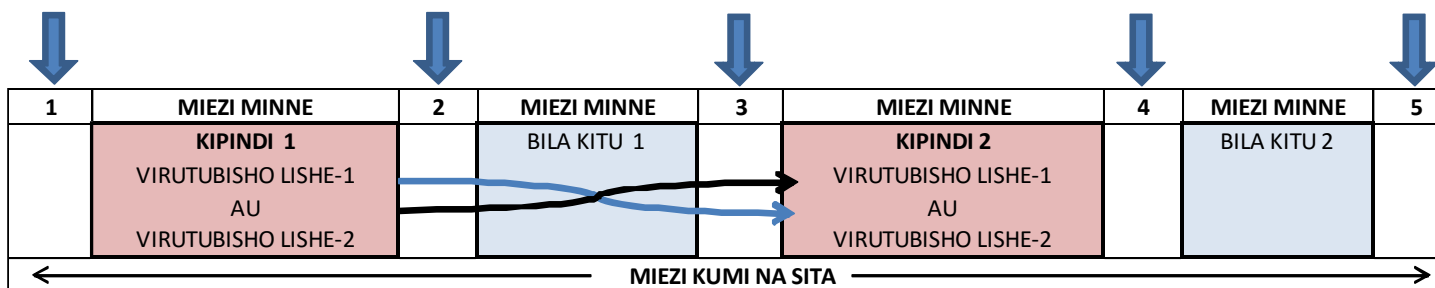 1 MIEZI MINNE 2 MIEZI MINNE 3 MIEZI MINNE 4 MIEZI MINNE 5
KIPINDI 1 BILA KITU 1 KIPINDI 2 BILA KITU 2
VIRUTUBISHO LISHE-1 VIRUTUBISHO LISHE-1
AU AU
VIRUTUBISHO LISHE-2 VIRUTUBISHO LISHE-2
MIEZI KUMI NA SITA